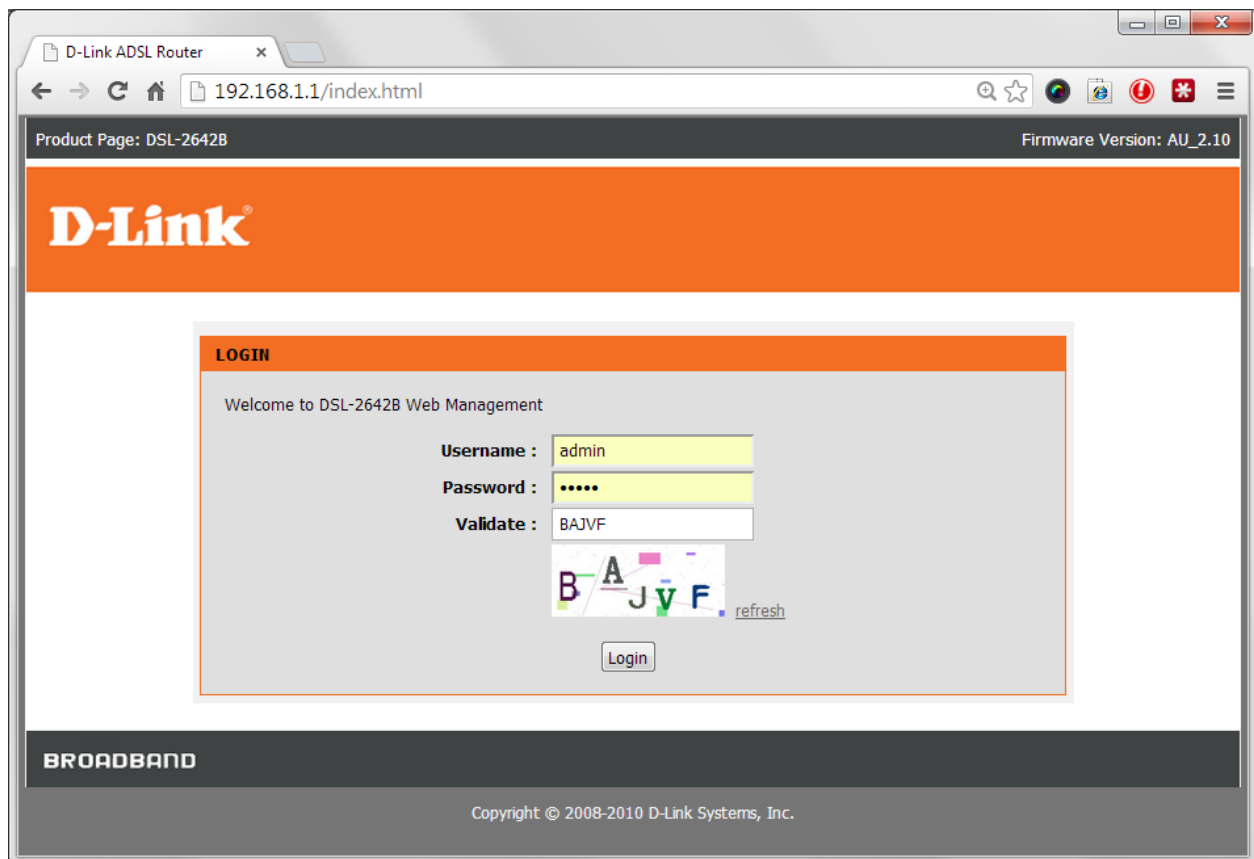 D-Link ADSL Router
192.168.1.1/index.html
Product Page: DSL-2642B Firmware Version: AU_2.10
D-Link®
LOGIN
Welcome to DSL-2642B Web Management
Username : admin
Password : •••••
Validate : BAJVF
BAJVF
refresh
Login
BROADBAND
Copyright © 2008-2010 D-Link Systems, Inc.